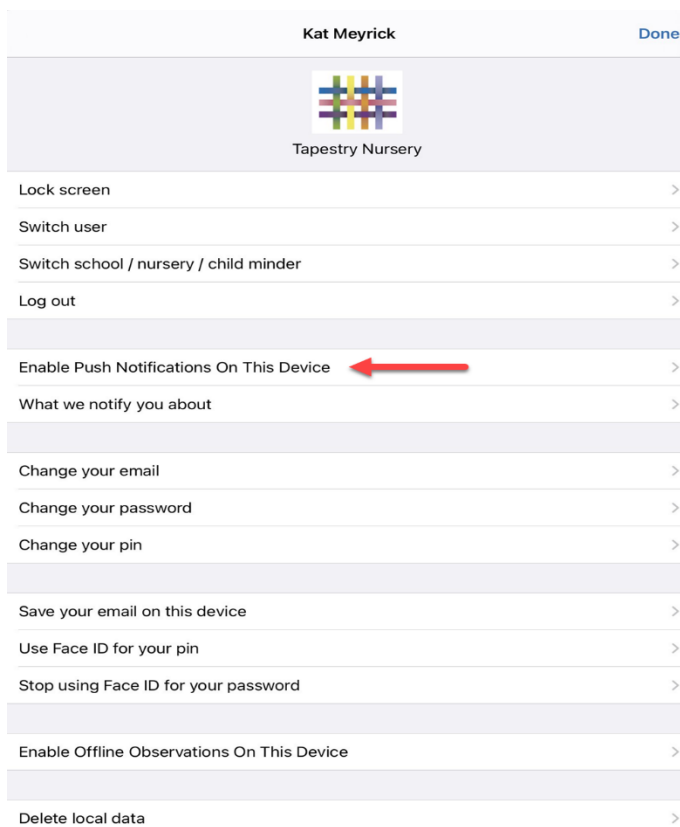 Kat Meyrick
Done
Tapestry Nursery
Lock screen
Switch user
Switch school / nursery / child minder
Log out
Enable Push Notifications On This Device
What we notify you about
Change your email
Change your password
Change your pin
Save your email on this device
Use Face ID for your pin
Stop using Face ID for your password
Enable Offline Observations On This Device
Delete local data